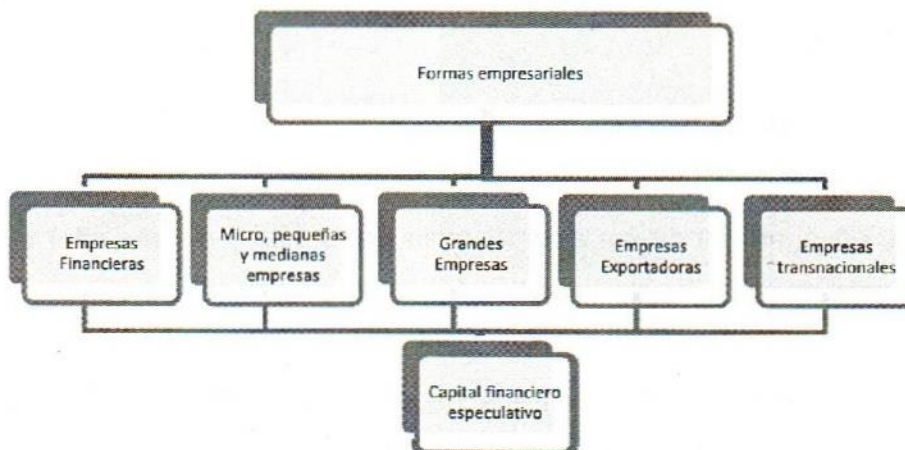 Formas empresariales
Empresas
Financieras
Micro, pequeñas
y medianas
empresas
Grandes
Empresas
Empresas
Exportadoras
Empresas
transnacionales
Capital financiero
especulativo